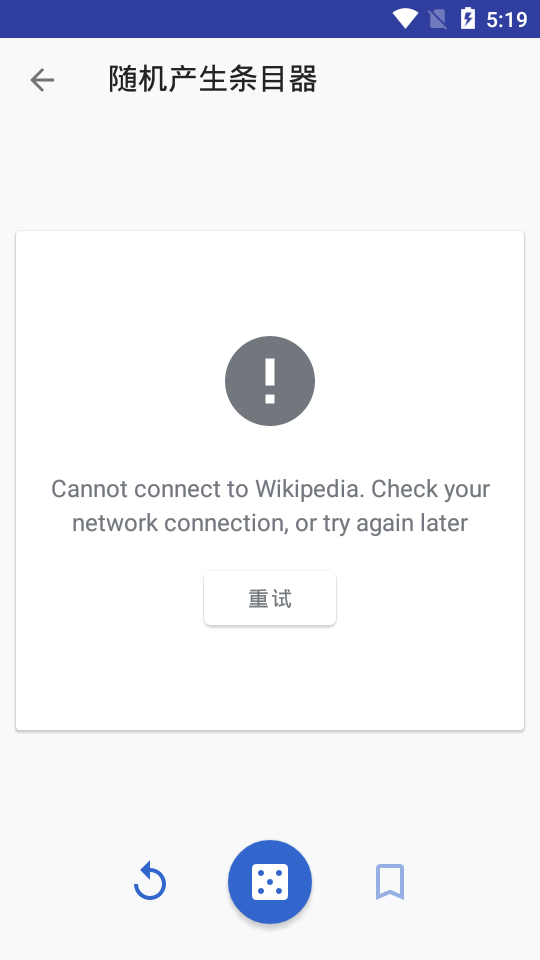 5:19
随机产生条目器
Cannot connect to Wikipedia. Check your
network connection, or try again later
重试